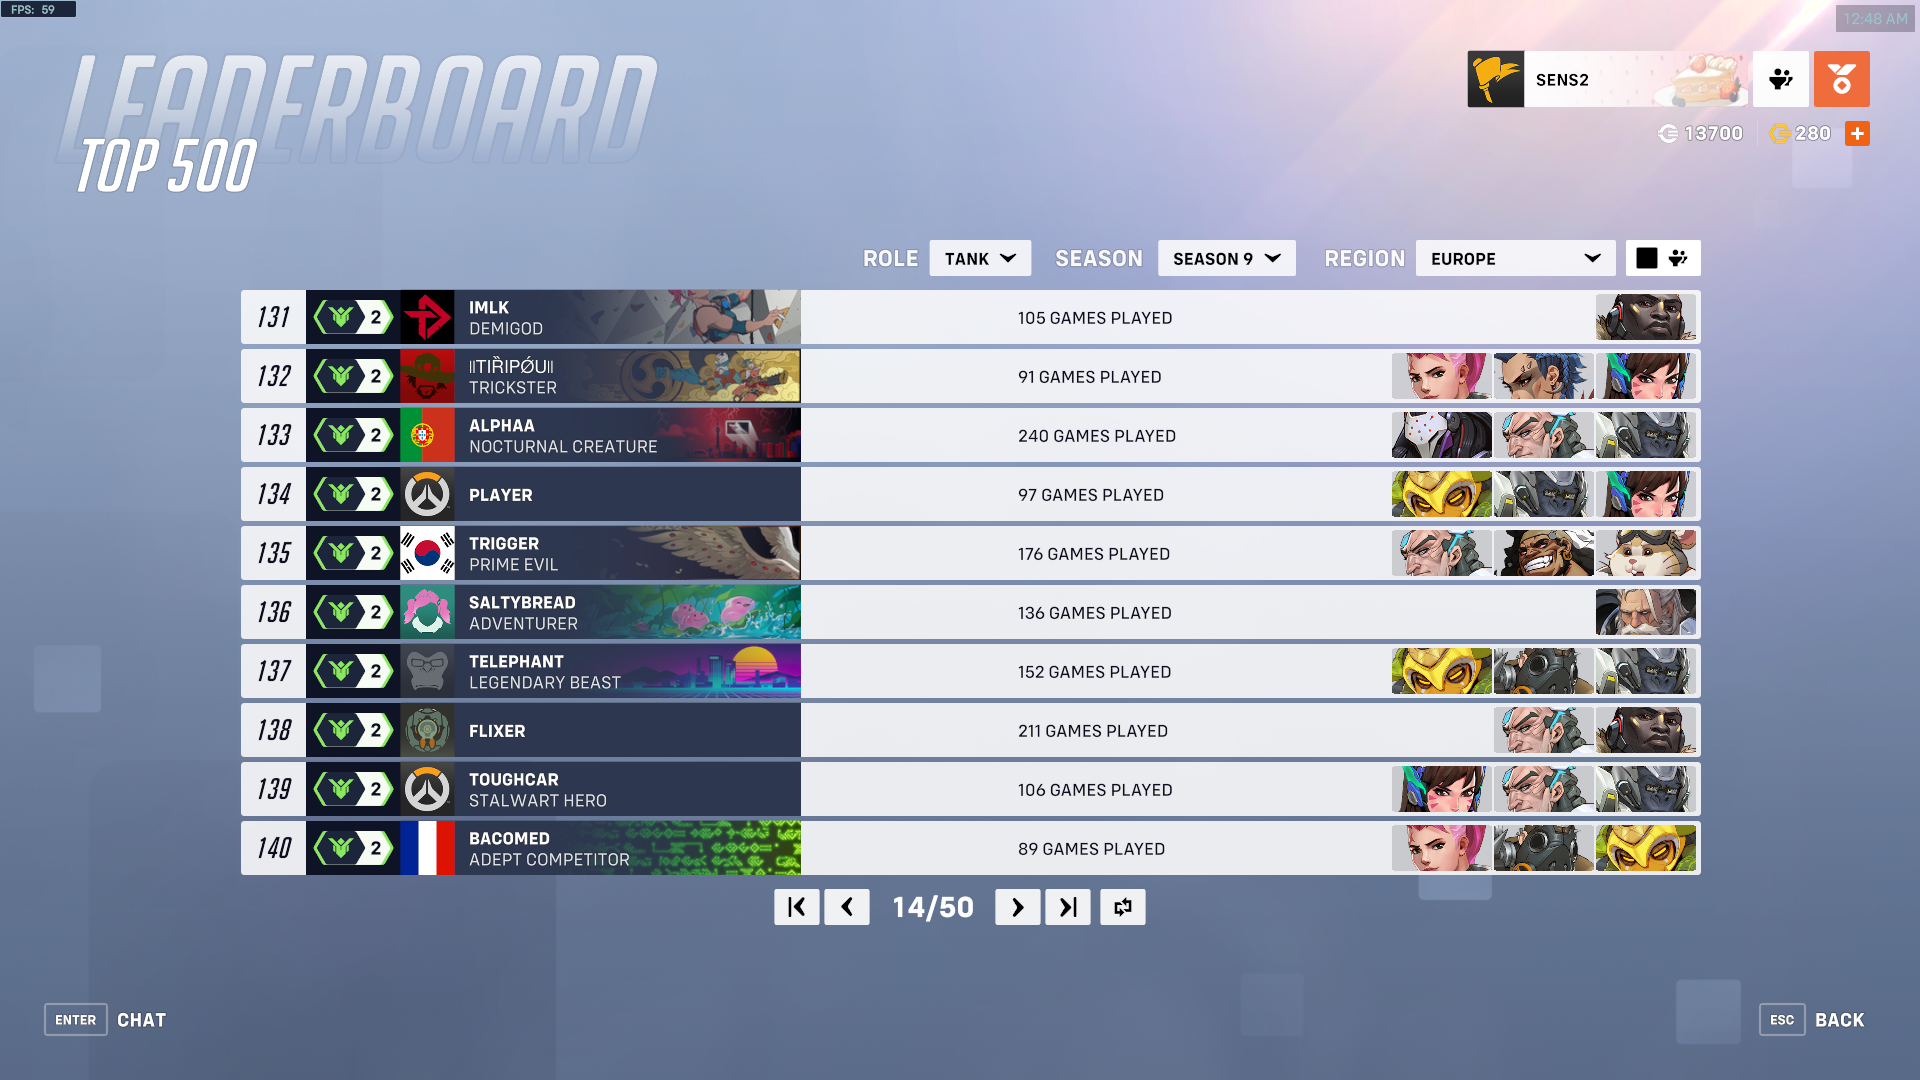 FPS: 59
12:48 AM
LEADERBOARD
TOP 500
SENS2
13700
280
ROLE TANK SEASON SEASON 9 REGION EUROPE
131 2 IMLK
DEMIGOD
105 GAMES PLAYED
132 2
TRICKSTER
91 GAMES PLAYED
133 2 ALPHAA
NOCTURNAL CREATURE
240 GAMES PLAYED
134 2 PLAYER
97 GAMES PLAYED
135 2 TRIGGER
PRIME EVIL
176 GAMES PLAYED
136 2 SALTYBREAD
ADVENTURER
136 GAMES PLAYED
137 2 TELEPHANT
LEGENDARY BEAST
152 GAMES PLAYED
138 2 FLIXER
211 GAMES PLAYED
139 2 TOUGHCAR
STALWART HERO
106 GAMES PLAYED
140 2 BACOMED
ADEPT COMPETITOR
89 GAMES PLAYED
14/50
ENTER CHAT
ESC BACK